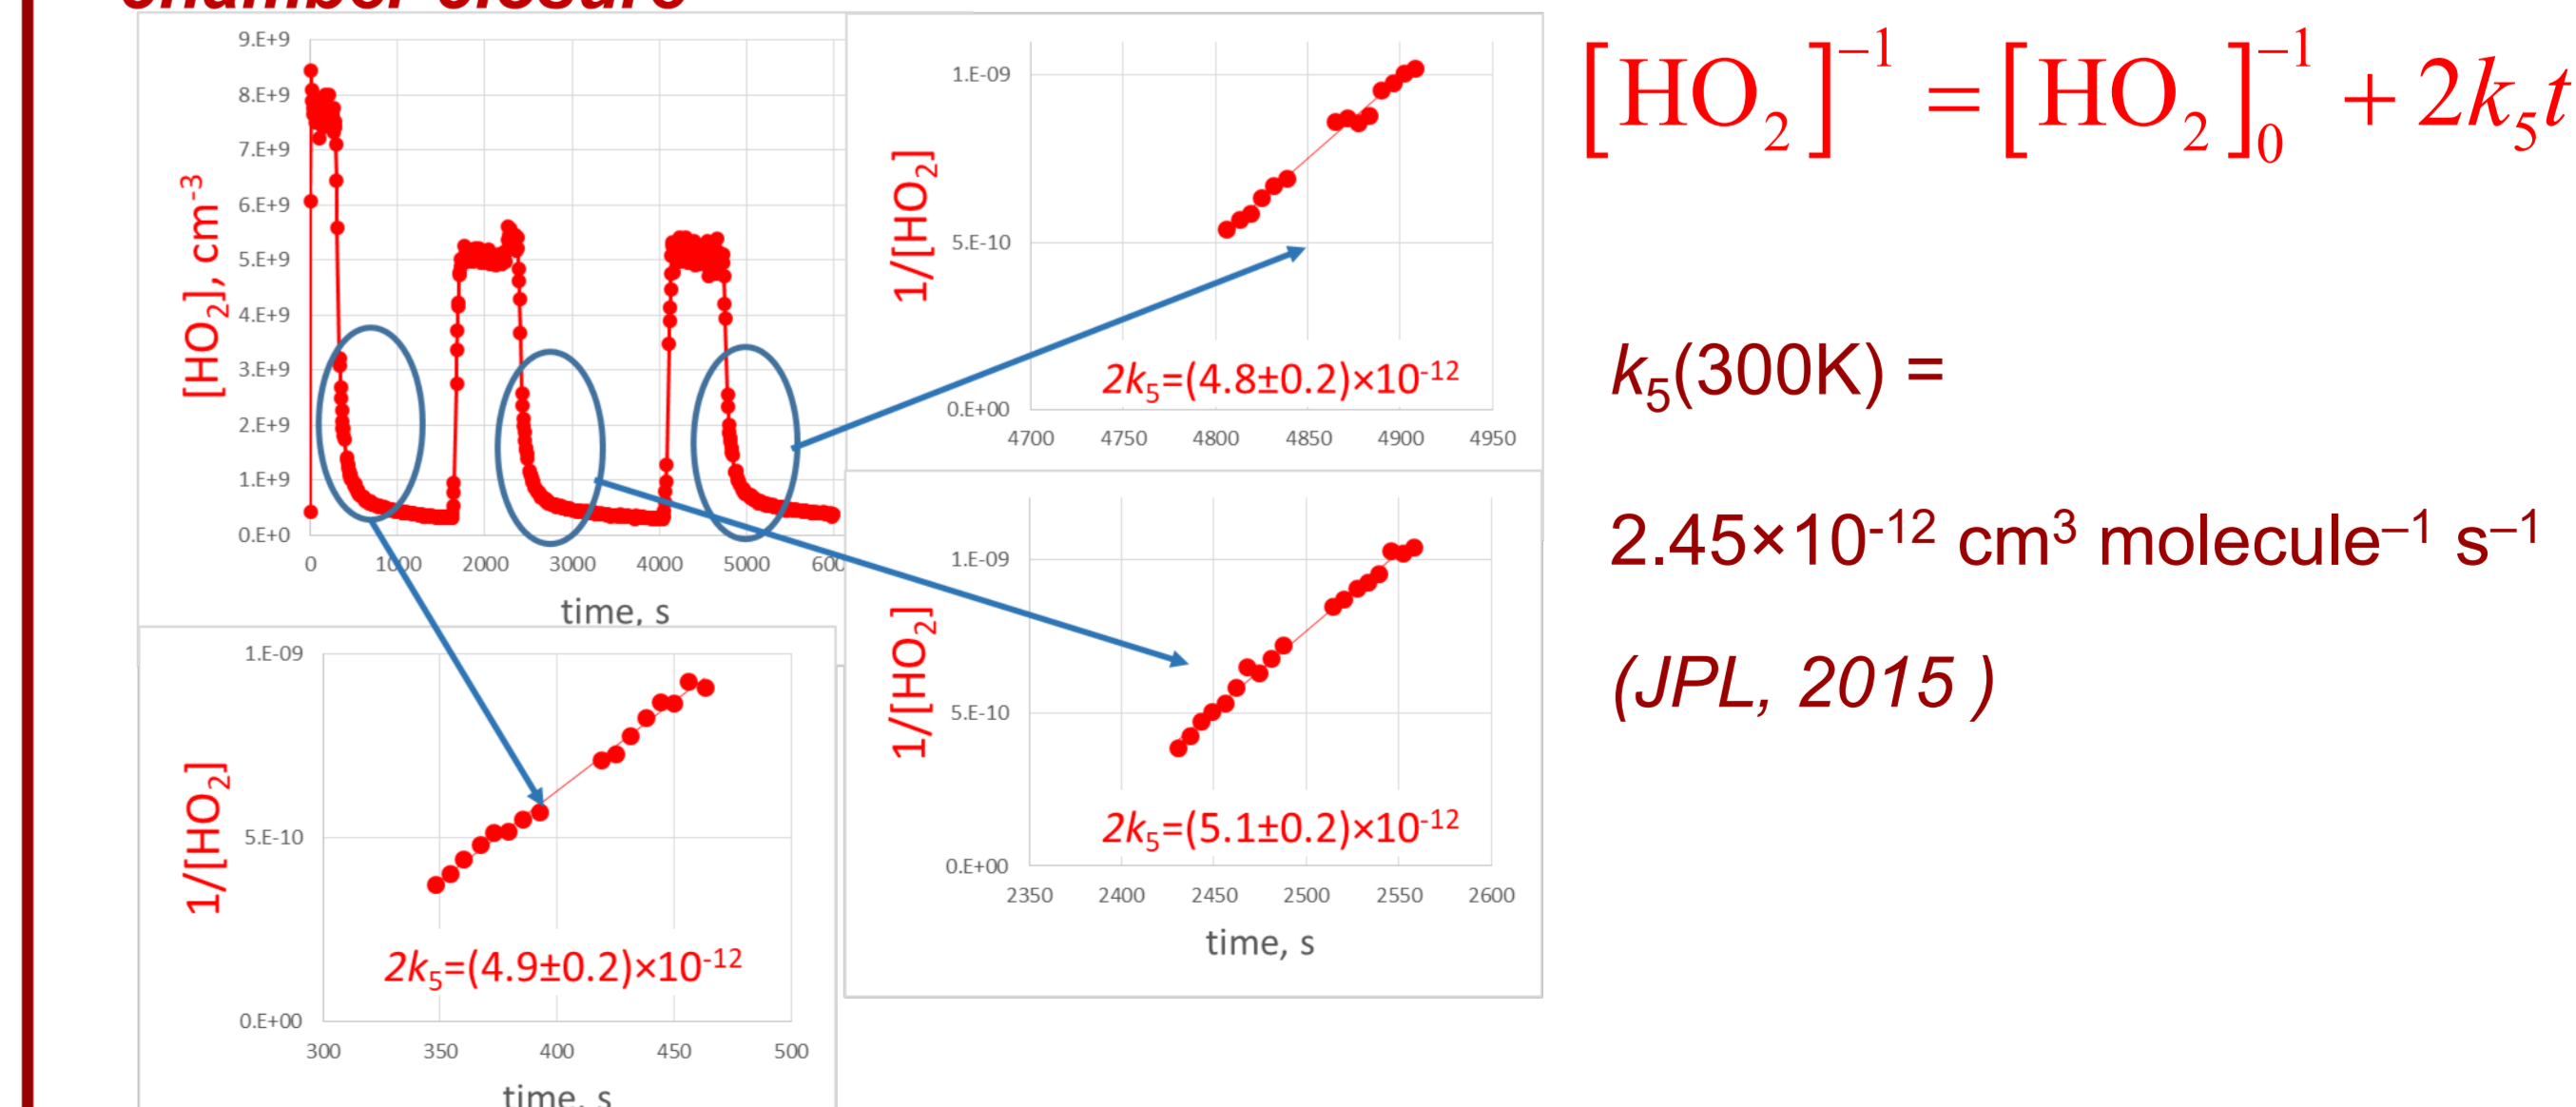 chamber closure
9.E+9
8.E+9
7.E+9
6.E+9
5.E+9
4.E+9
3.E+9
2.E+9
1.E+9
0.E+0
[HO2], cm-3
0 1000 2000 3000 4000 5000 600
time, s
1.E-09
5.E-10
0.E+00
1/[HO2]
2k5=(4.8±0.2)×10-12
4700 4750 4800 4850 4900 4950
1.E-09
5.E-10
0.E+00
1/[HO2]
2k5=(5.1±0.2)×10-12
2350 2400 2450 2500 2550 2600
time, s
1.E-09
5.E-10
0.E+00
1/[HO2]
2k5=(4.9±0.2)×10-12
300 350 400 450 500
time, s
[HO2]−1 = [HO2]0−1 + 2k5t
k5(300K) =
2.45×10-12 cm3 molecule–1 s–1
(JPL, 2015 )